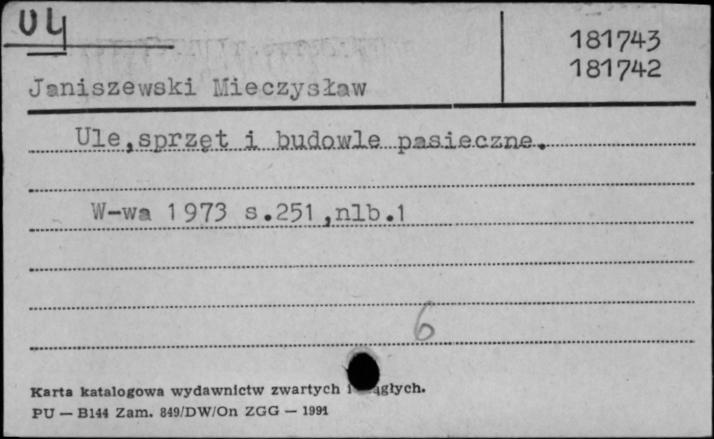 UL
181743
181742
Janiszewski Mieczysław
Ule,sprzęt i budowle pasieczne.
W-wa 1973 s.251,nlb.1
6
Karta katalogowa wydawnictw zwartych i
PU — B144 Zam. 849/DW/On ZGG — 1991